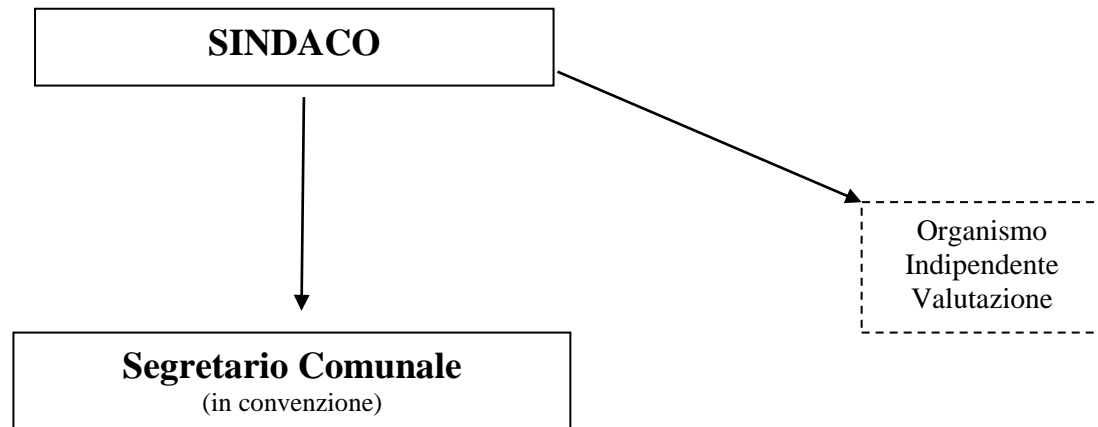 SINDACO
Organismo
Indipendente
Valutazione
Segretario Comunale
(in convenzione)